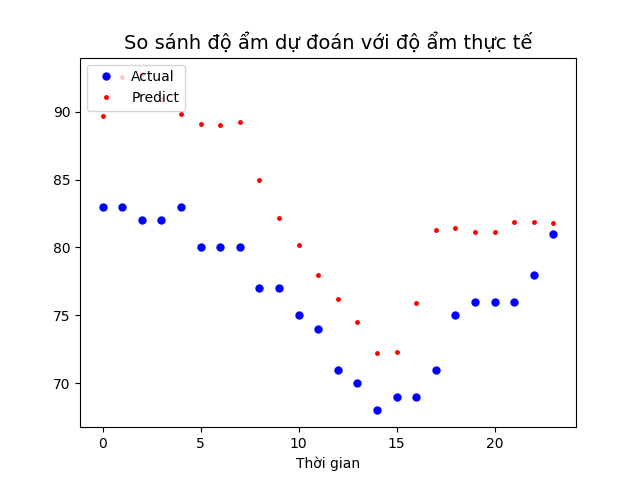 So sánh độ ẩm dự đoán với độ ẩm thực tế
Actual
Predict
90
85
80
75
70
0
5
10
15
20
Thời gian